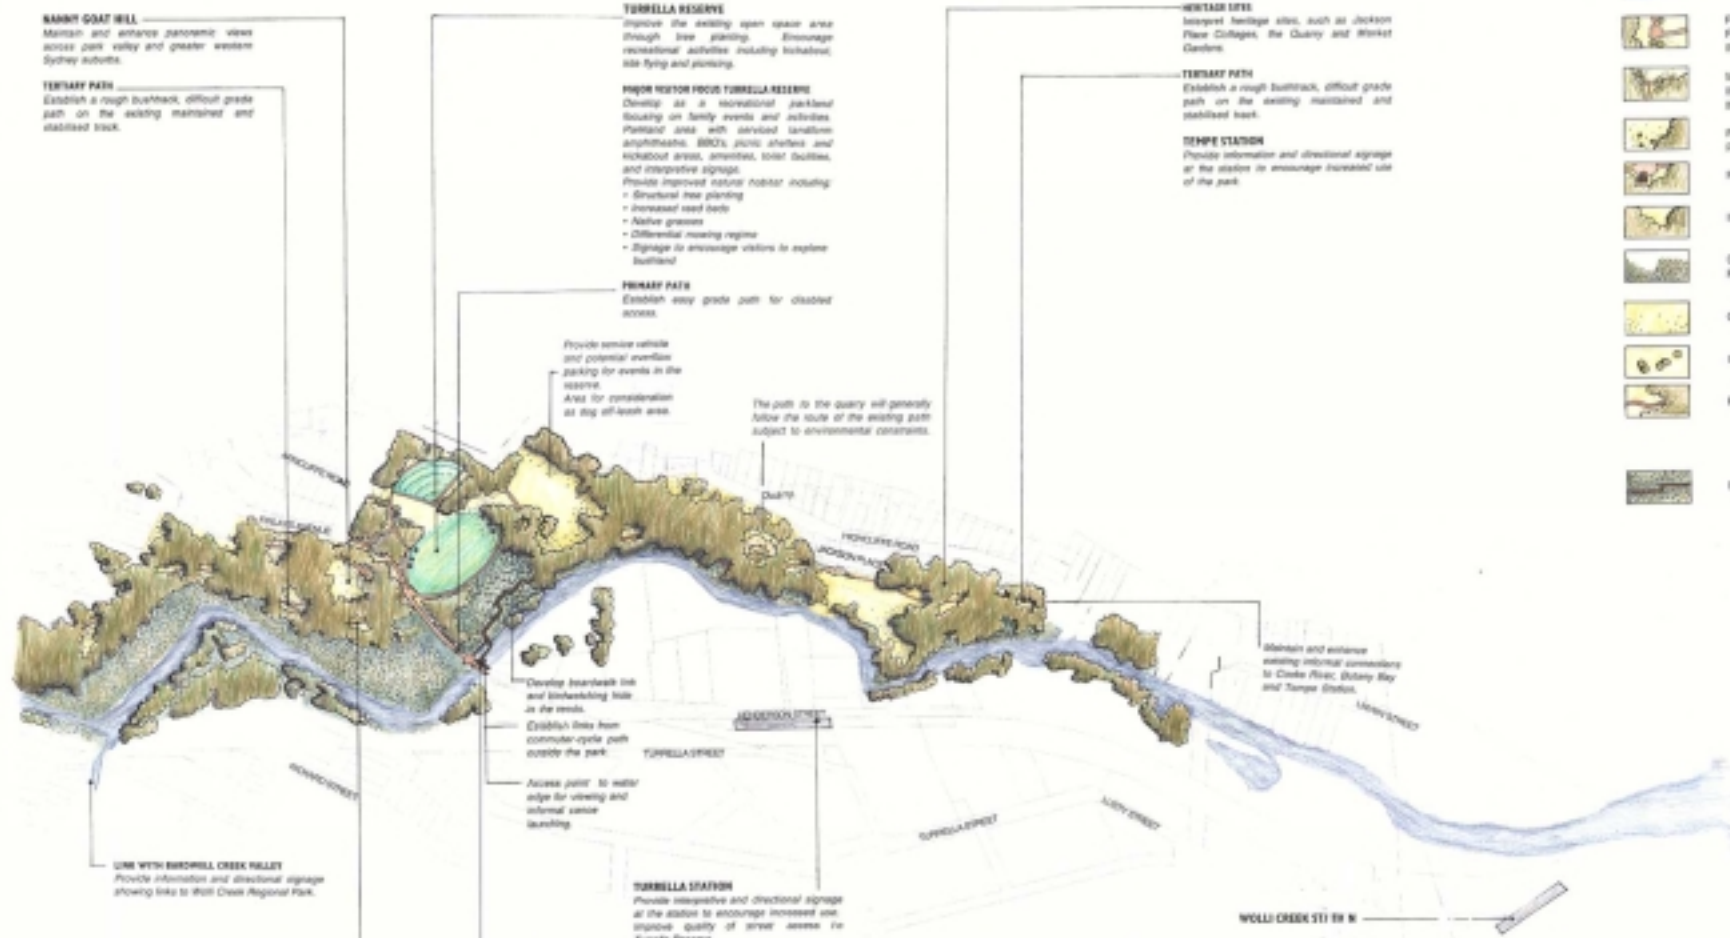 NANNY GOAT HILL
Maintain and enhance panoramic views
across park valley and greater western
Sydney suburbs.
TERTIARY PATH
Establish a rough bushtrack, difficult grade
path on the existing maintained and
stabilised track.
TURRELLA RESERVE
Improve the existing open space area
through tree planting. Encourage
recreational activities including kickabout,
kite flying and picnicing.
MAJOR VISITOR FOCUS TURRELLA RESERVE
Develop as a recreational parkland
focusing on family events and activities.
Parkland area with serviced landform
amphitheatre, BBQ's, picnic shelters and
kickabout areas, amenities, toilet facilities,
and interpretive signage.
Provide improved natural habitat including:
• Structural tree planting
• Increased reed beds
• Native grasses
• Differential mowing regime
• Signage to encourage visitors to explore
bushland
PRIMARY PATH
Establish easy grade path for disabled
access.
Provide service vehicle
and potential overflow
parking for events in the
reserve.
Area for consideration
as dog off-leash area.
The path to the quarry will generally
follow the route of the existing path
subject to environmental constraints.
Quarry
HERITAGE SITES
Interpret heritage sites, such as Jackson
Place Cottages, the Quarry and Market
Gardens.
TERTIARY PATH
Establish a rough bushtrack, difficult grade
path on the existing maintained and
stabilised track.
TEMPE STATION
Provide information and directional signage
at the station to encourage increased use
of the park.
HIGHCLIFFE ROAD
JACKSON PLACE
Maintain and enhance
existing informal connections
to Cooks River, Botany Bay
and Tempe Station.
Develop boardwalk link
and birdwatching hide
in the reeds.
Establish links from
commuter-cycle path
outside the park.
Access point to water
edge for viewing and
informal canoe
launching.
HENDERSON STREET
TURRELLA STREET
TURRELLA STREET
LUSTY STREET
LINK WITH BARDWELL CREEK VALLEY
Provide information and directional signage
showing links to Wolli Creek Regional Park.
TURRELLA STATION
Provide interpretive and directional signage
at the station to encourage increased use.
Improve quality of street access
WOLLI CREEK